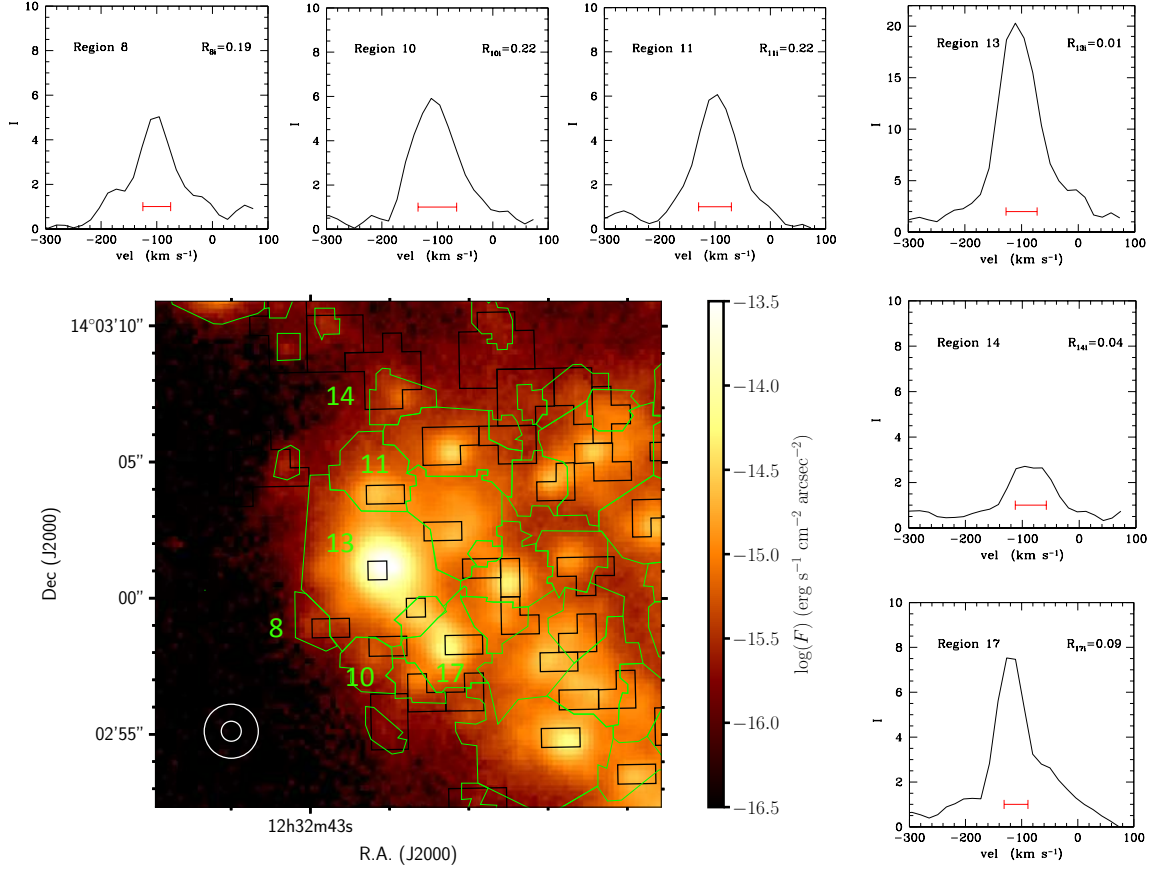 Region 8 R8i=0.19
10
8
6
4
2
0
I
-300 -200 -100 0 100
vel (km s⁻¹)
Region 10 R10i=0.22
10
8
6
4
2
0
-300 -200 -100 0 100
vel (km s⁻¹)
Region 11 R11i=0.22
10
8
6
4
2
0
I
-300 -200 -100 0 100
vel (km s⁻¹)
Region 13 R13i=0.01
20
15
10
5
0
I
-300 -200 -100 0 100
vel (km s⁻¹)
14°03'10"
05"
00"
02'55"
Dec (J2000)
14
11
13
8
10
17
12h32m43s
R.A. (J2000)
−13.5
−14.0
−14.5
−15.0
−15.5
−16.0
−16.5
log(F) (erg s⁻¹ cm⁻² arcsec⁻²)
Region 14 R14i=0.04
10
8
6
4
2
0
I
-300 -200 -100 0 100
vel (km s⁻¹)
Region 17 R17i=0.09
10
8
6
4
2
0
I
-300 -200 -100 0 100
vel (km s⁻¹)